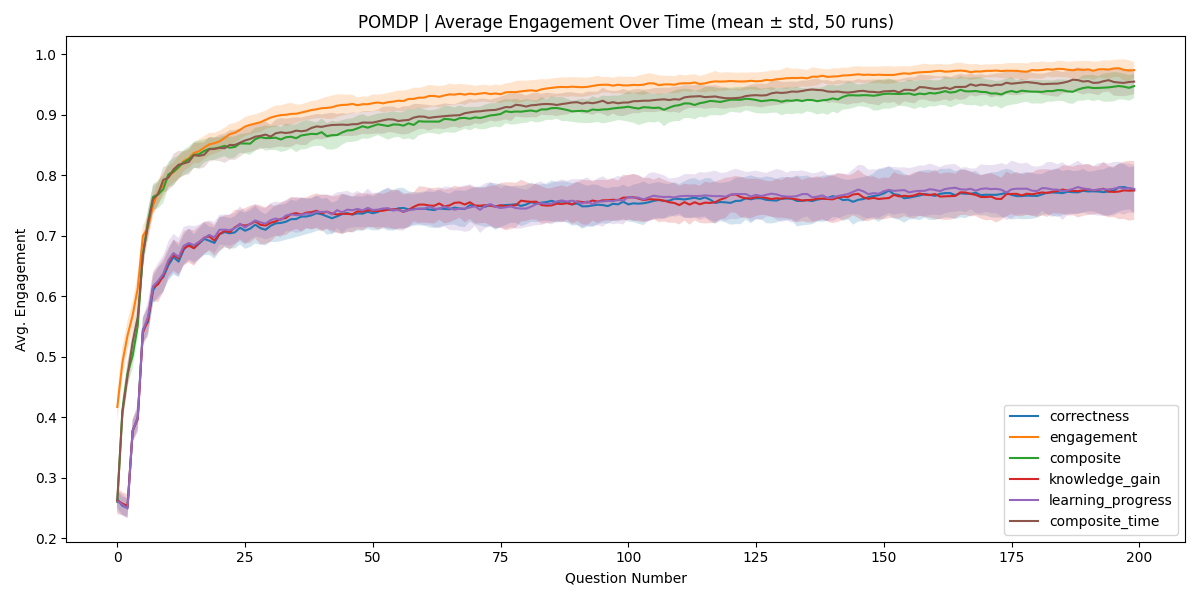 POMDP | Average Engagement Over Time (mean ± std, 50 runs)
Avg. Engagement
1.0
0.9
0.8
0.7
0.6
0.5
0.4
0.3
0.2
0
25
50
75
100
125
150
175
200
Question Number
correctness
engagement
composite
knowledge_gain
learning_progress
composite_time